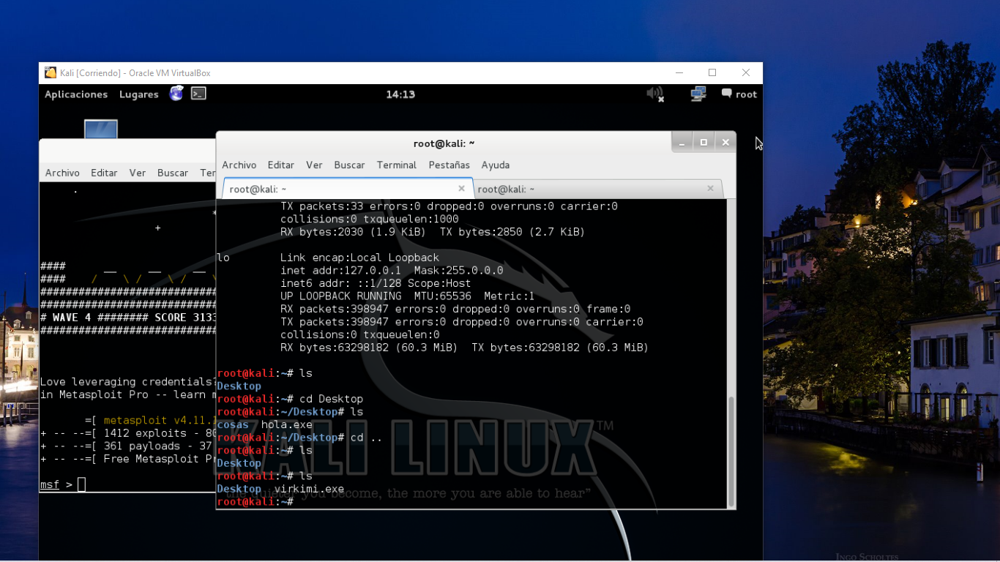 Kali [Corriendo] - Oracle VM VirtualBox
Aplicaciones Lugares 14:13 root
root@kali: ~
Archivo Editar Ver Buscar Terminal Pestañas Ayuda
root@kali: ~ root@kali: ~
TX packets:33 errors:0 dropped:0 overruns:0 carrier:0
collisions:0 txqueuelen:1000
RX bytes:2030 (1.9 KiB)  TX bytes:2850 (2.7 KiB)
lo        Link encap:Local Loopback
inet addr:127.0.0.1  Mask:255.0.0.0
inet6 addr: ::1/128 Scope:Host
UP LOOPBACK RUNNING  MTU:65536  Metric:1
RX packets:398947 errors:0 dropped:0 overruns:0 frame:0
TX packets:398947 errors:0 dropped:0 overruns:0 carrier:0
collisions:0 txqueuelen:0
RX bytes:63298182 (60.3 MiB)  TX bytes:63298182 (60.3 MiB)
root@kali:~# ls
Desktop
root@kali:~# cd Desktop
root@kali:~/Desktop# ls
cosas  hola.exe
root@kali:~/Desktop# cd ..
root@kali:~# ls
Desktop
root@kali:~# ls
Desktop  virkimi.exe
root@kali:~#
KALI LINUX™
the quieter you become, the more you are able to hear”
Archivo Editar Ver Buscar Ter
.
*
+
####      __     __     __
####    /    \ /    \ /    \
############################
############################
# WAVE 4 ######## SCORE 3133
############################
Love leveraging credentials?
in Metasploit Pro -- learn m
=[ metasploit v4.11.
+ -- --=[ 1412 exploits - 80
+ -- --=[ 361 payloads - 37
+ -- --=[ Free Metasploit Pr
msf >
INGO SCHOLTES